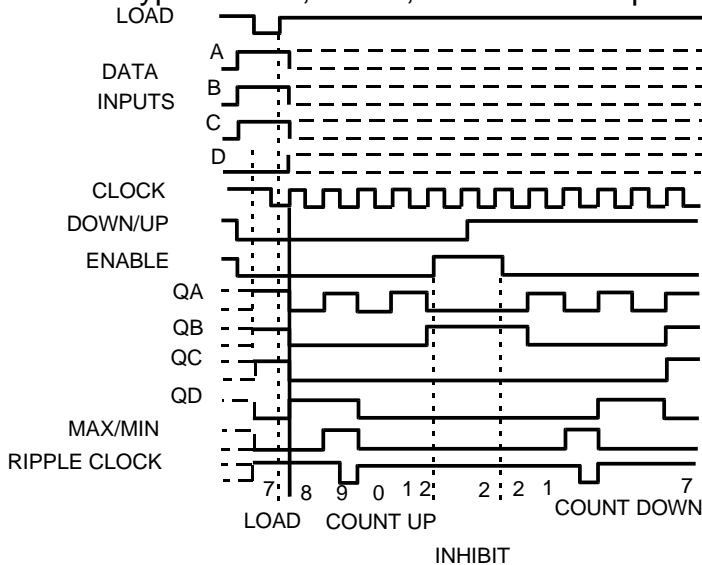 LOAD
A
DATA
B
INPUTS
C
D
CLOCK
DOWN/UP
ENABLE
QA
QB
QC
QD
MAX/MIN
RIPPLE CLOCK
7 8 9 0 1 2 2 2 1 7
LOAD COUNT UP COUNT DOWN
INHIBIT